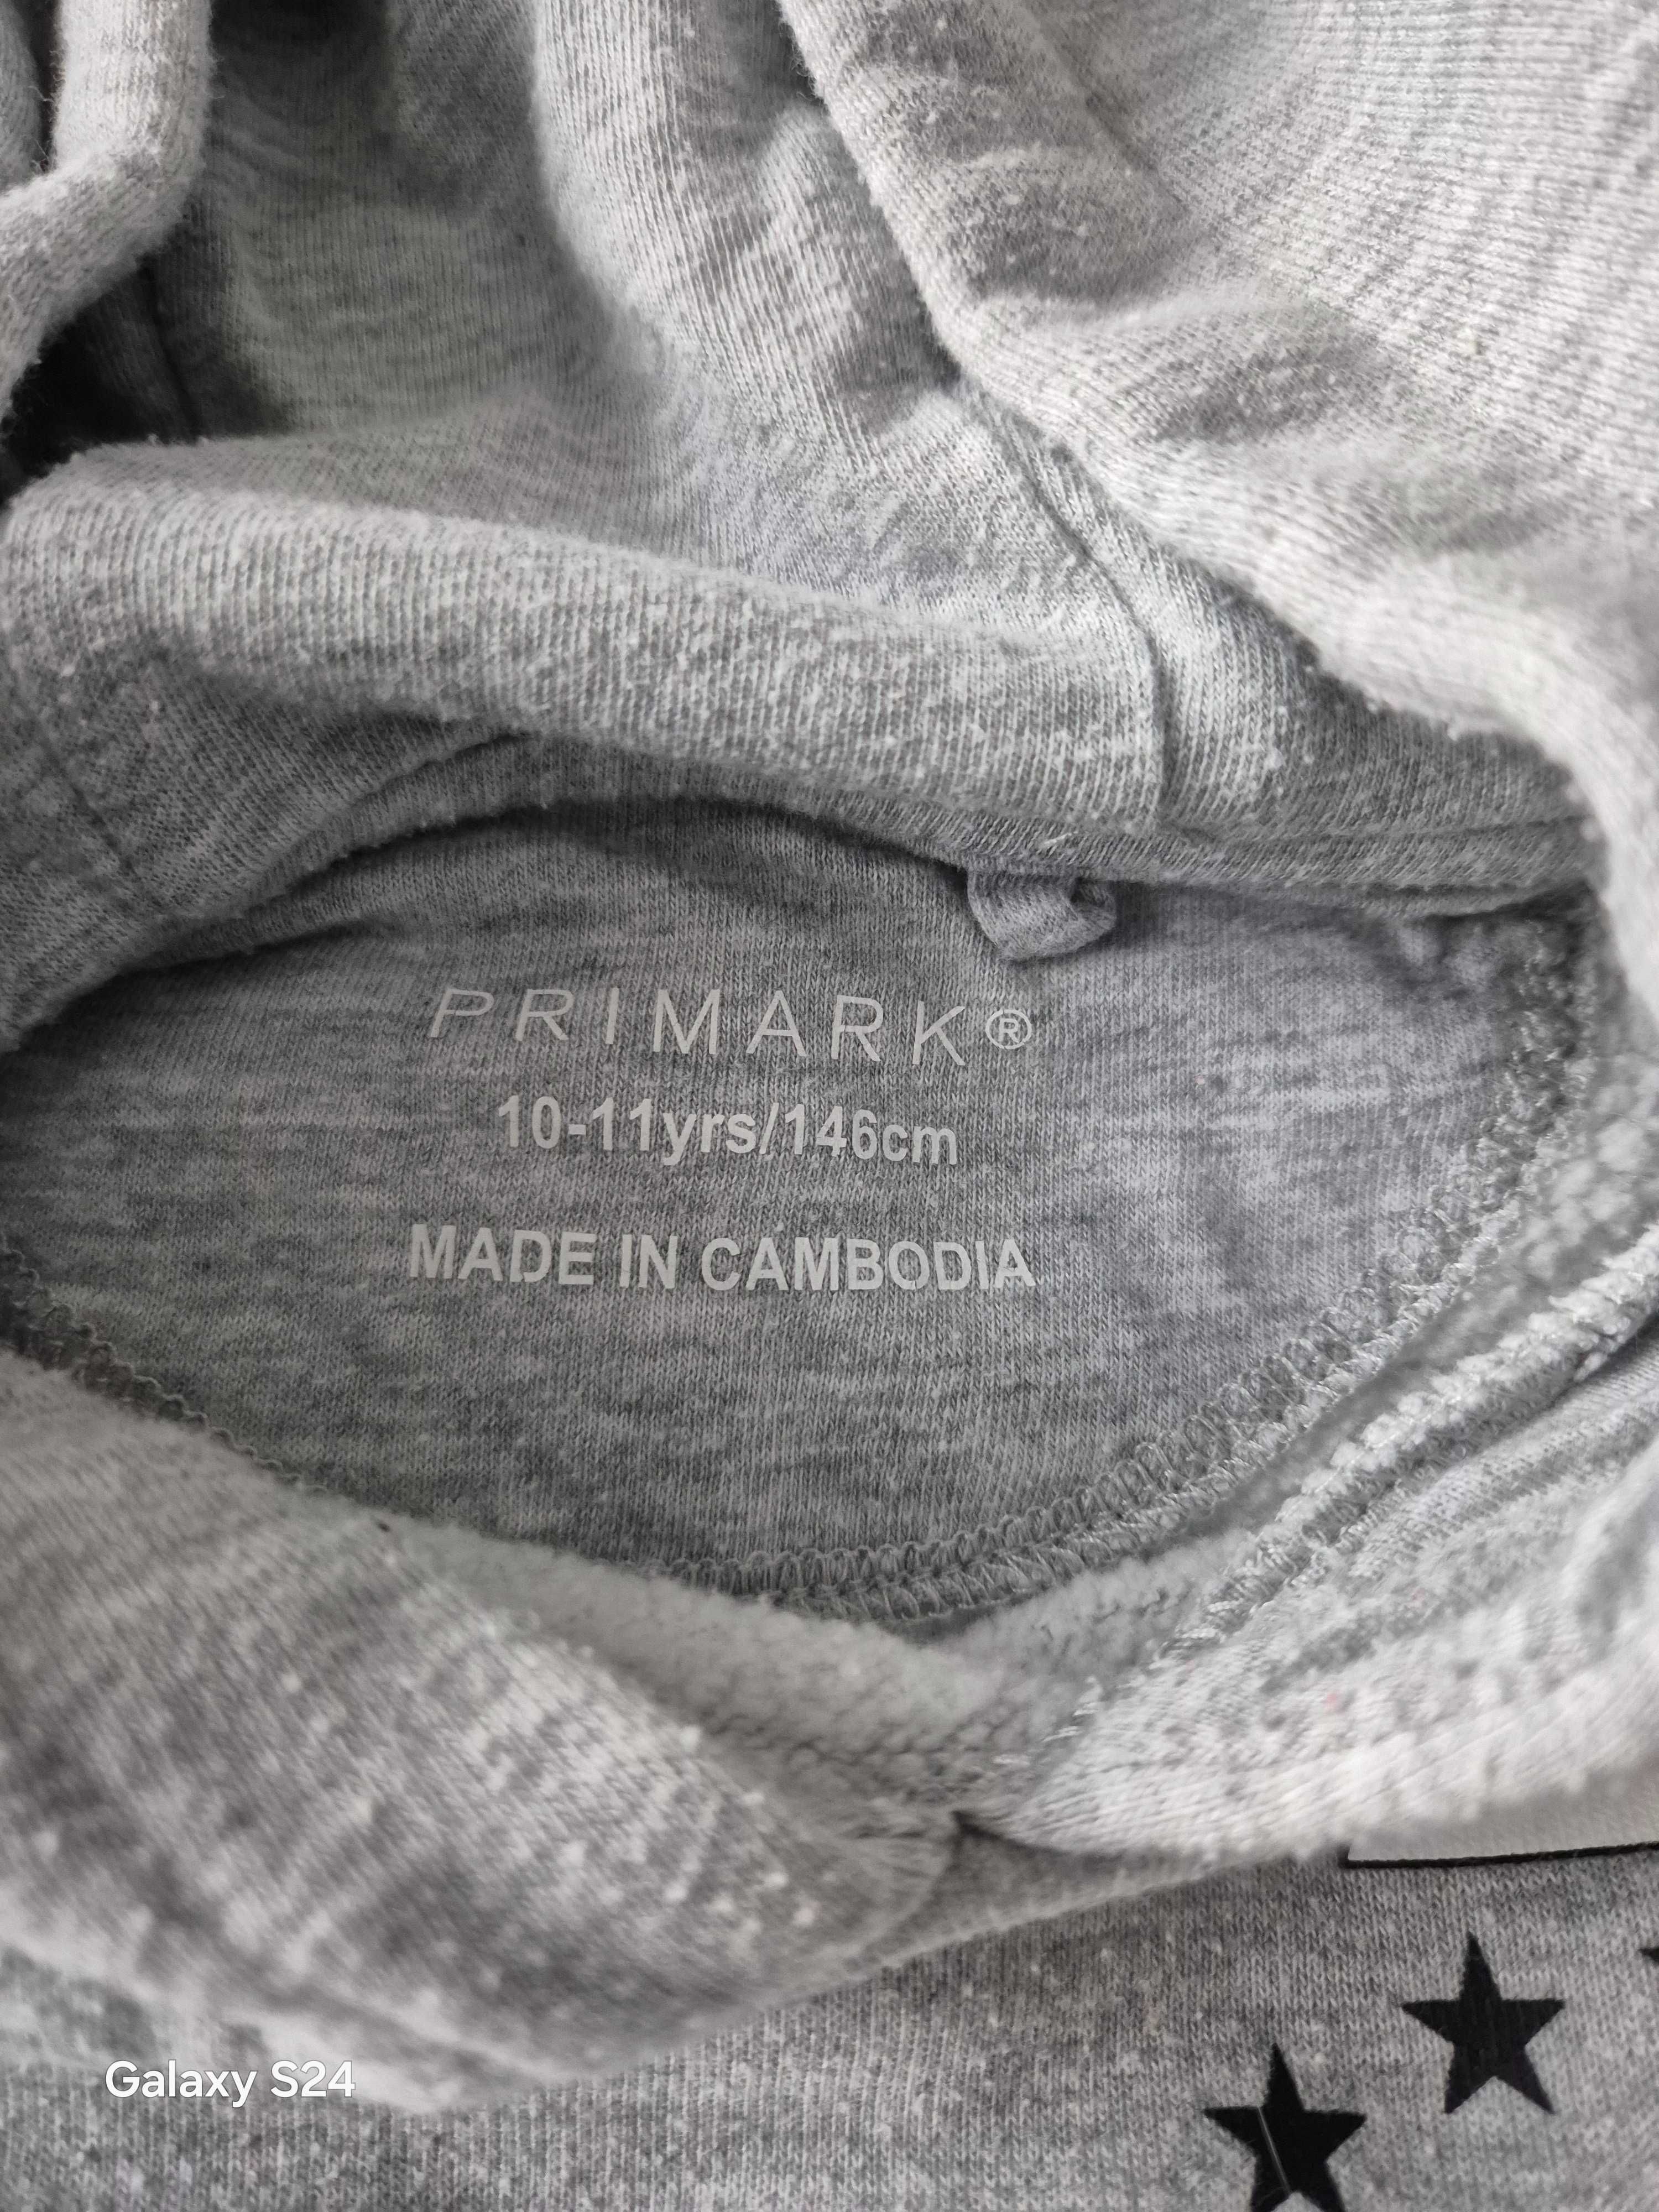 PRIMARK®
10-11yrs/146cm
MADE IN CAMBODIA
Galaxy S24